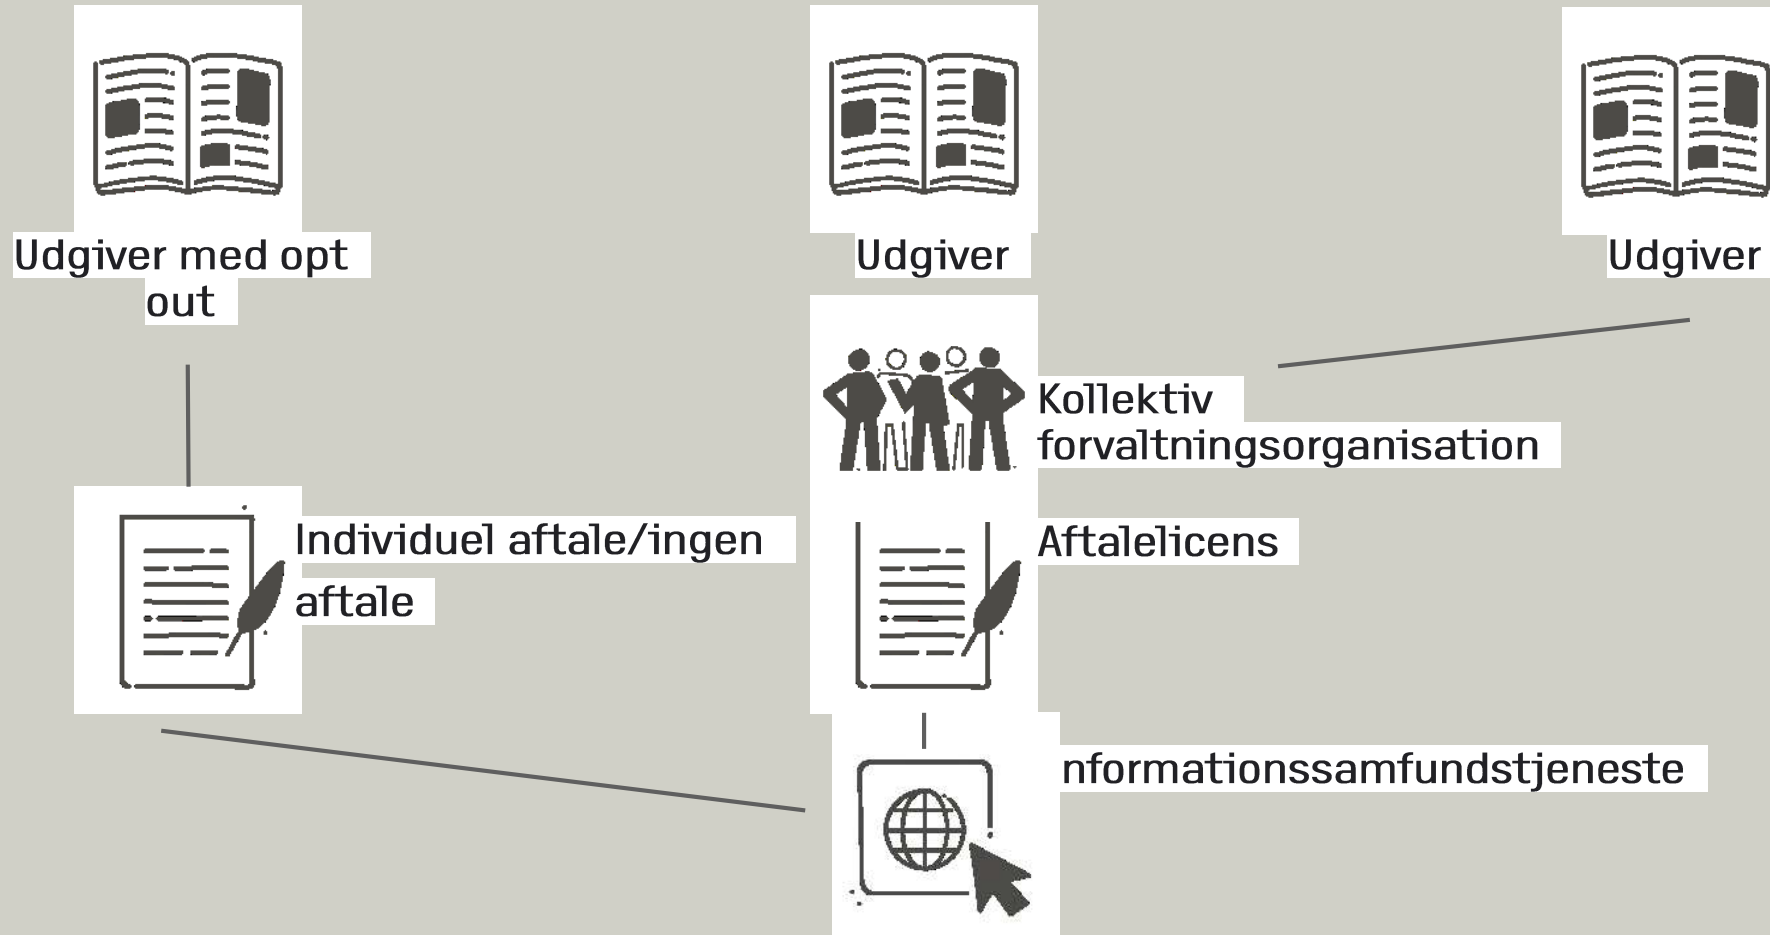 Udgiver med opt
out
Udgiver
Udgiver
Kollektiv
forvaltningsorganisation
Individuel aftale/ingen
aftale
Aftalelicens
nformationssamfundstjeneste